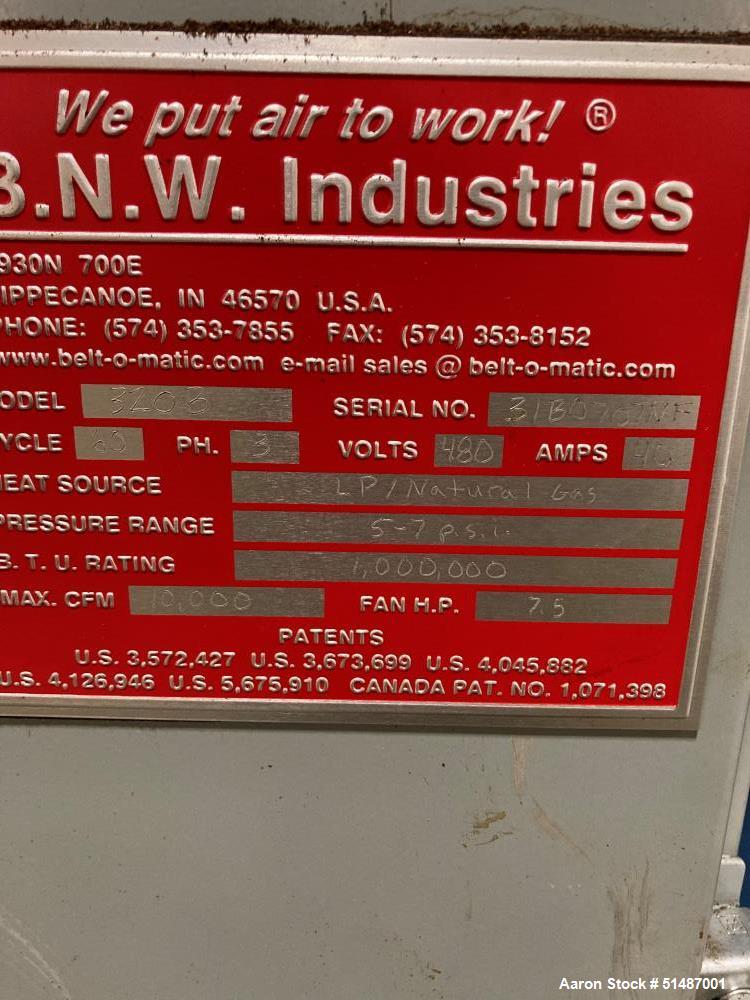 We put air to work! ®
B.N.W. Industries
930N 700E
IPPECANOE, IN 46570 U.S.A.
HONE: (574) 353-7855 FAX: (574) 353-8152
www.belt-o-matic.com e-mail sales @ belt-o-matic.com
ODEL 3203 SERIAL NO.
YCLE 60 PH. 3 VOLTS 480 AMPS
EAT SOURCE LP/Natural Gas
PRESSURE RANGE 5-7 p.s.i.
B. T. U. RATING 1,000,000
MAX. CFM 10,000 FAN H.P. 7.5
PATENTS
U.S. 3,572,427 U.S. 3,673,699 U.S. 4,045,882
U.S. 4,126,946 U.S. 5,675,910 CANADA PAT. NO. 1,071,398
Aaron Stock # 51487001